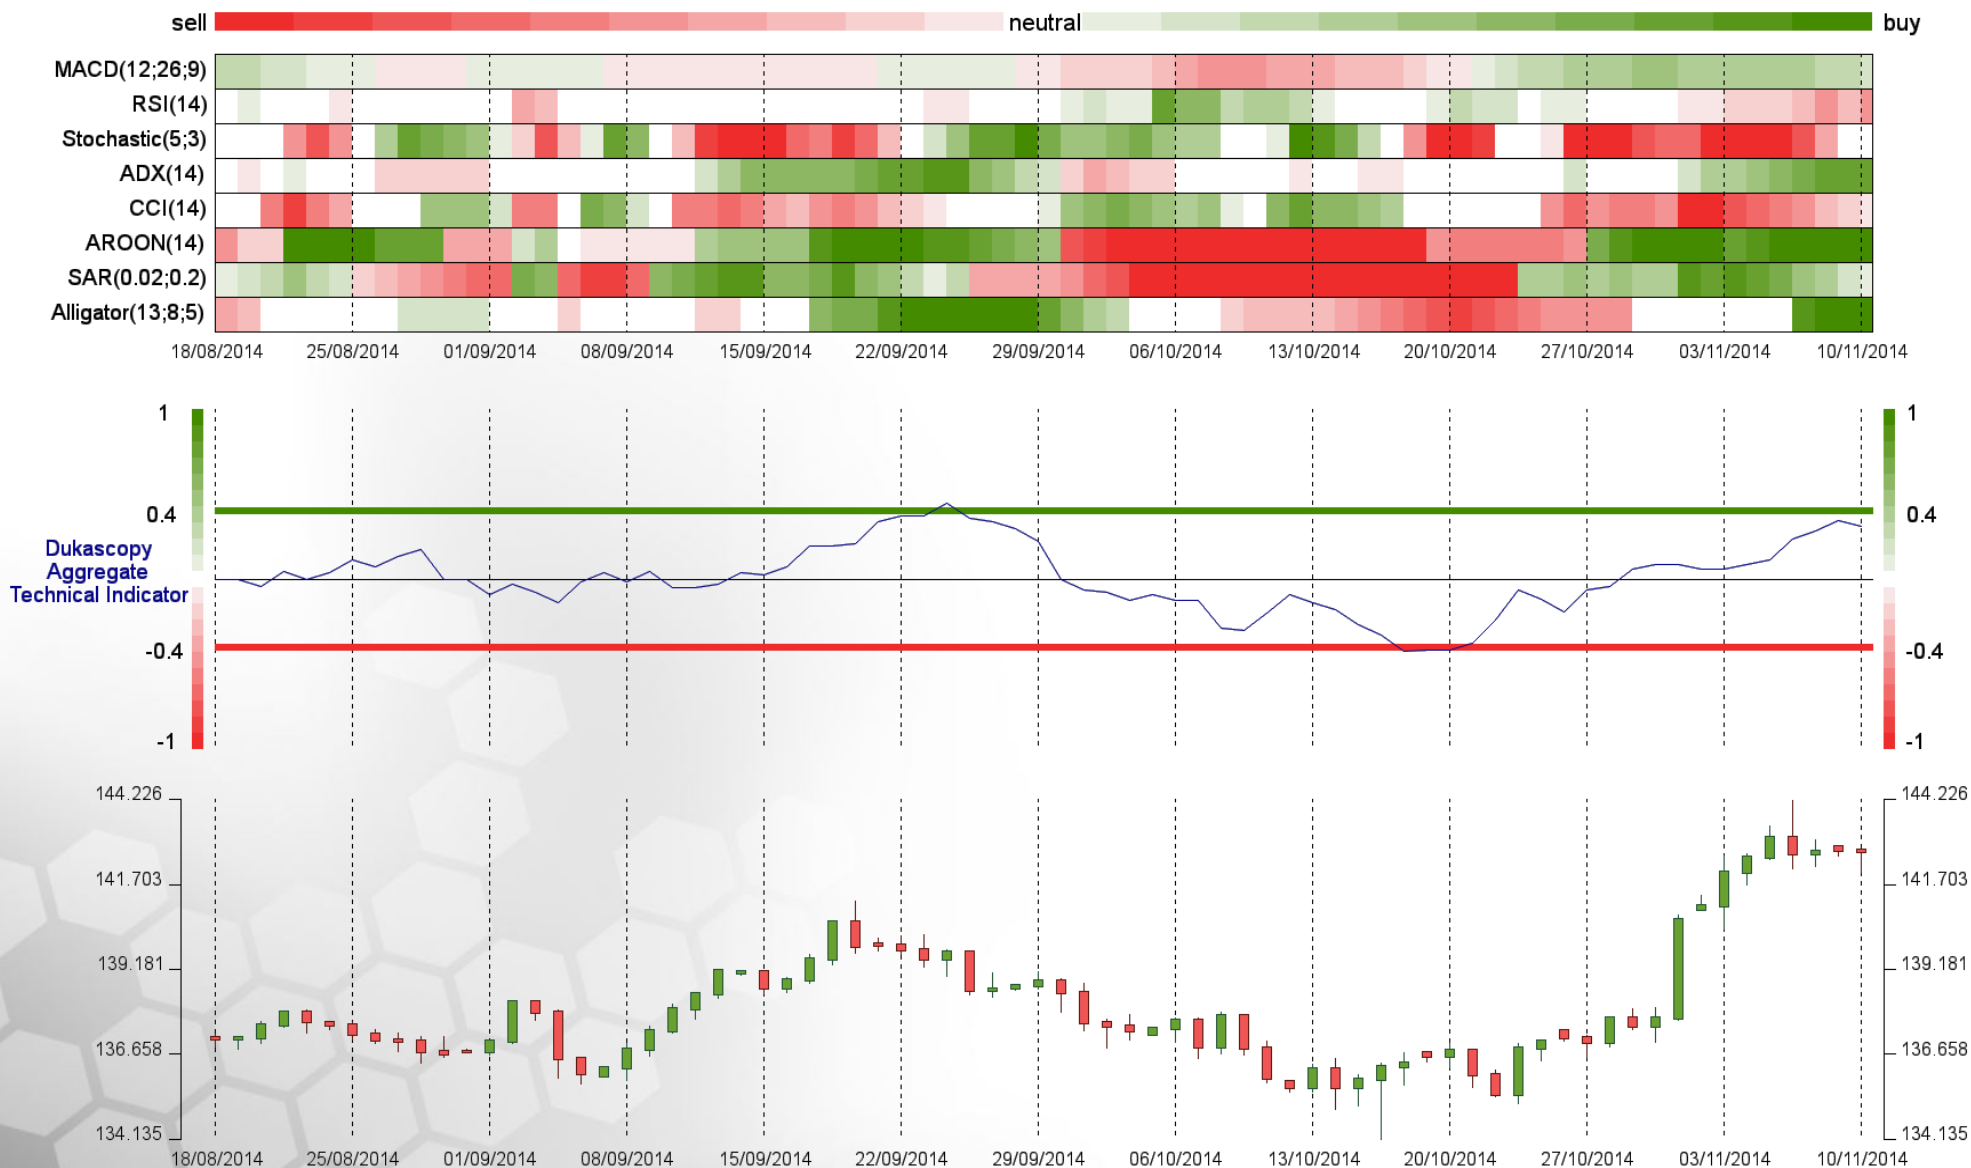 sell neutral buy
MACD(12;26;9)
RSI(14)
Stochastic(5;3)
ADX(14)
CCI(14)
AROON(14)
SAR(0.02;0.2)
Alligator(13;8;5)
18/08/2014 25/08/2014 01/09/2014 08/09/2014 15/09/2014 22/09/2014 29/09/2014 06/10/2014 13/10/2014 20/10/2014 27/10/2014 03/11/2014 10/11/2014
1 1
0.4 0.4
Dukascopy
Aggregate
Technical Indicator
-0.4 -0.4
-1 -1
144.226 144.226
141.703 141.703
139.181 139.181
136.658 136.658
134.135 134.135
18/08/2014 25/08/2014 01/09/2014 08/09/2014 15/09/2014 22/09/2014 29/09/2014 06/10/2014 13/10/2014 20/10/2014 27/10/2014 03/11/2014 10/11/2014